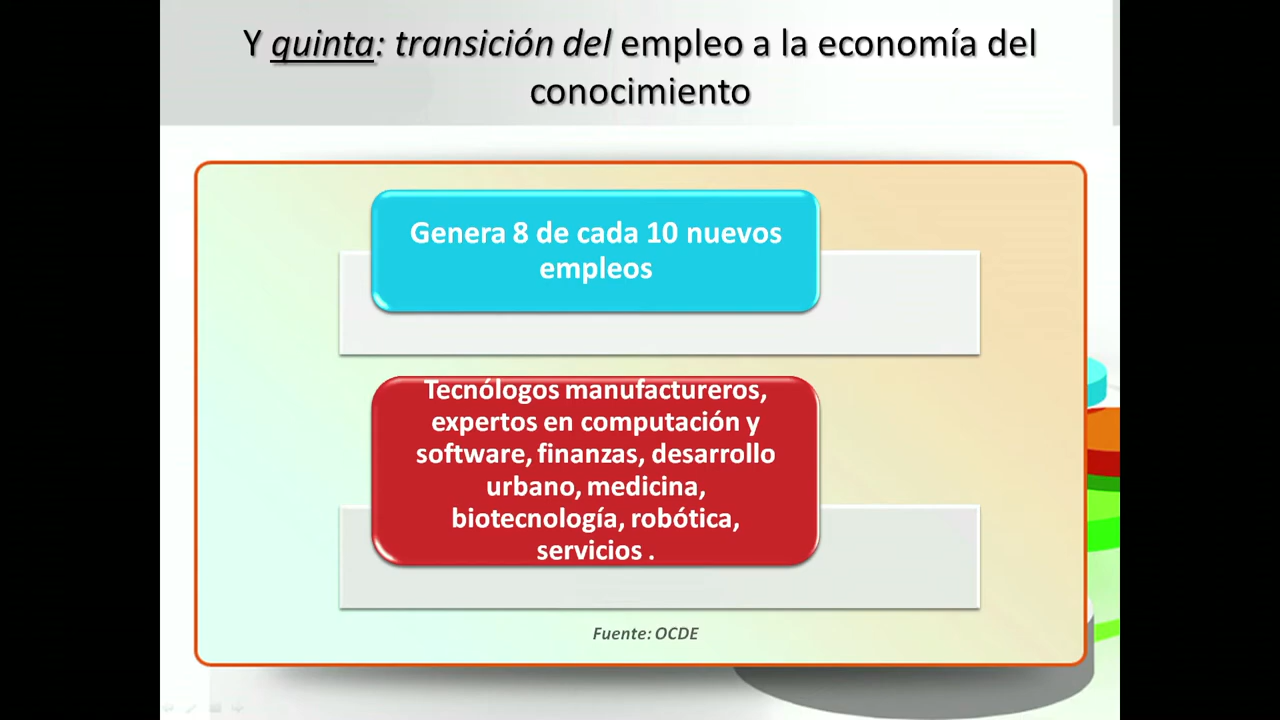 Y quinta: transición del empleo a la economía del
conocimiento
Genera 8 de cada 10 nuevos
empleos
Tecnólogos manufactureros,
expertos en computación y
software, finanzas, desarrollo
urbano, medicina,
biotecnología, robótica,
servicios .
Fuente: OCDE